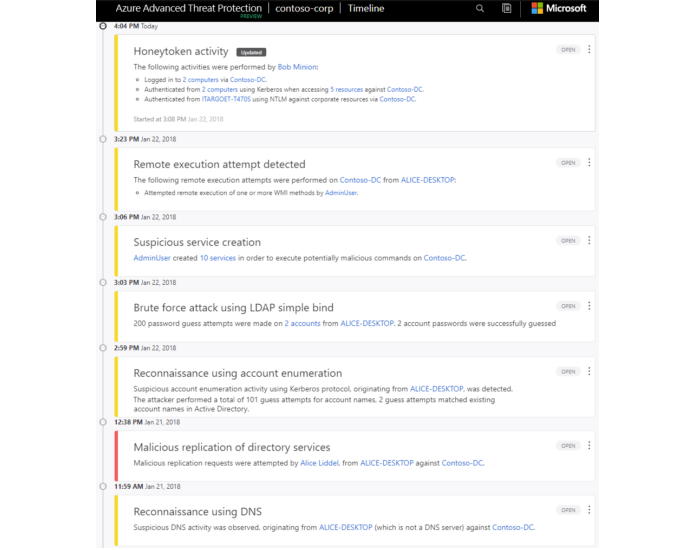 Azure Advanced Threat Protection | contoso-corp | Timeline
PREVIEW
Microsoft
4:04 PM Today
Honeytoken activity Updated
OPEN
The following activities were performed by Bob Minion:
Logged in to 2 computers via Contoso-DC.
Authenticated from 2 computers using Kerberos when accessing 5 resources against Contoso-DC.
Authenticated from ITARGOET-T470S using NTLM against corporate resources via Contoso-DC.
Started at 3:08 PM Jan 22, 2018
3:23 PM Jan 22, 2018
Remote execution attempt detected
OPEN
The following remote execution attempts were performed on Contoso-DC from ALICE-DESKTOP:
Attempted remote execution of one or more WMI methods by AdminUser.
3:06 PM Jan 22, 2018
Suspicious service creation
OPEN
AdminUser created 10 services in order to execute potentially malicious commands on Contoso-DC.
3:03 PM Jan 22, 2018
Brute force attack using LDAP simple bind
OPEN
200 password guess attempts were made on 2 accounts from ALICE-DESKTOP. 2 account passwords were successfully guessed
2:59 PM Jan 22, 2018
Reconnaissance using account enumeration
OPEN
Suspicious account enumeration activity using Kerberos protocol, originating from ALICE-DESKTOP, was detected.
The attacker performed a total of 101 guess attempts for account names, 2 guess attempts matched existing
account names in Active Directory.
12:38 PM Jan 21, 2018
Malicious replication of directory services
OPEN
Malicious replication requests were attempted by Alice Liddel, from ALICE-DESKTOP against Contoso-DC.
11:59 AM Jan 21, 2018
Reconnaissance using DNS
OPEN
Suspicious DNS activity was observed, originating from ALICE-DESKTOP (which is not a DNS server) against Contoso-DC.